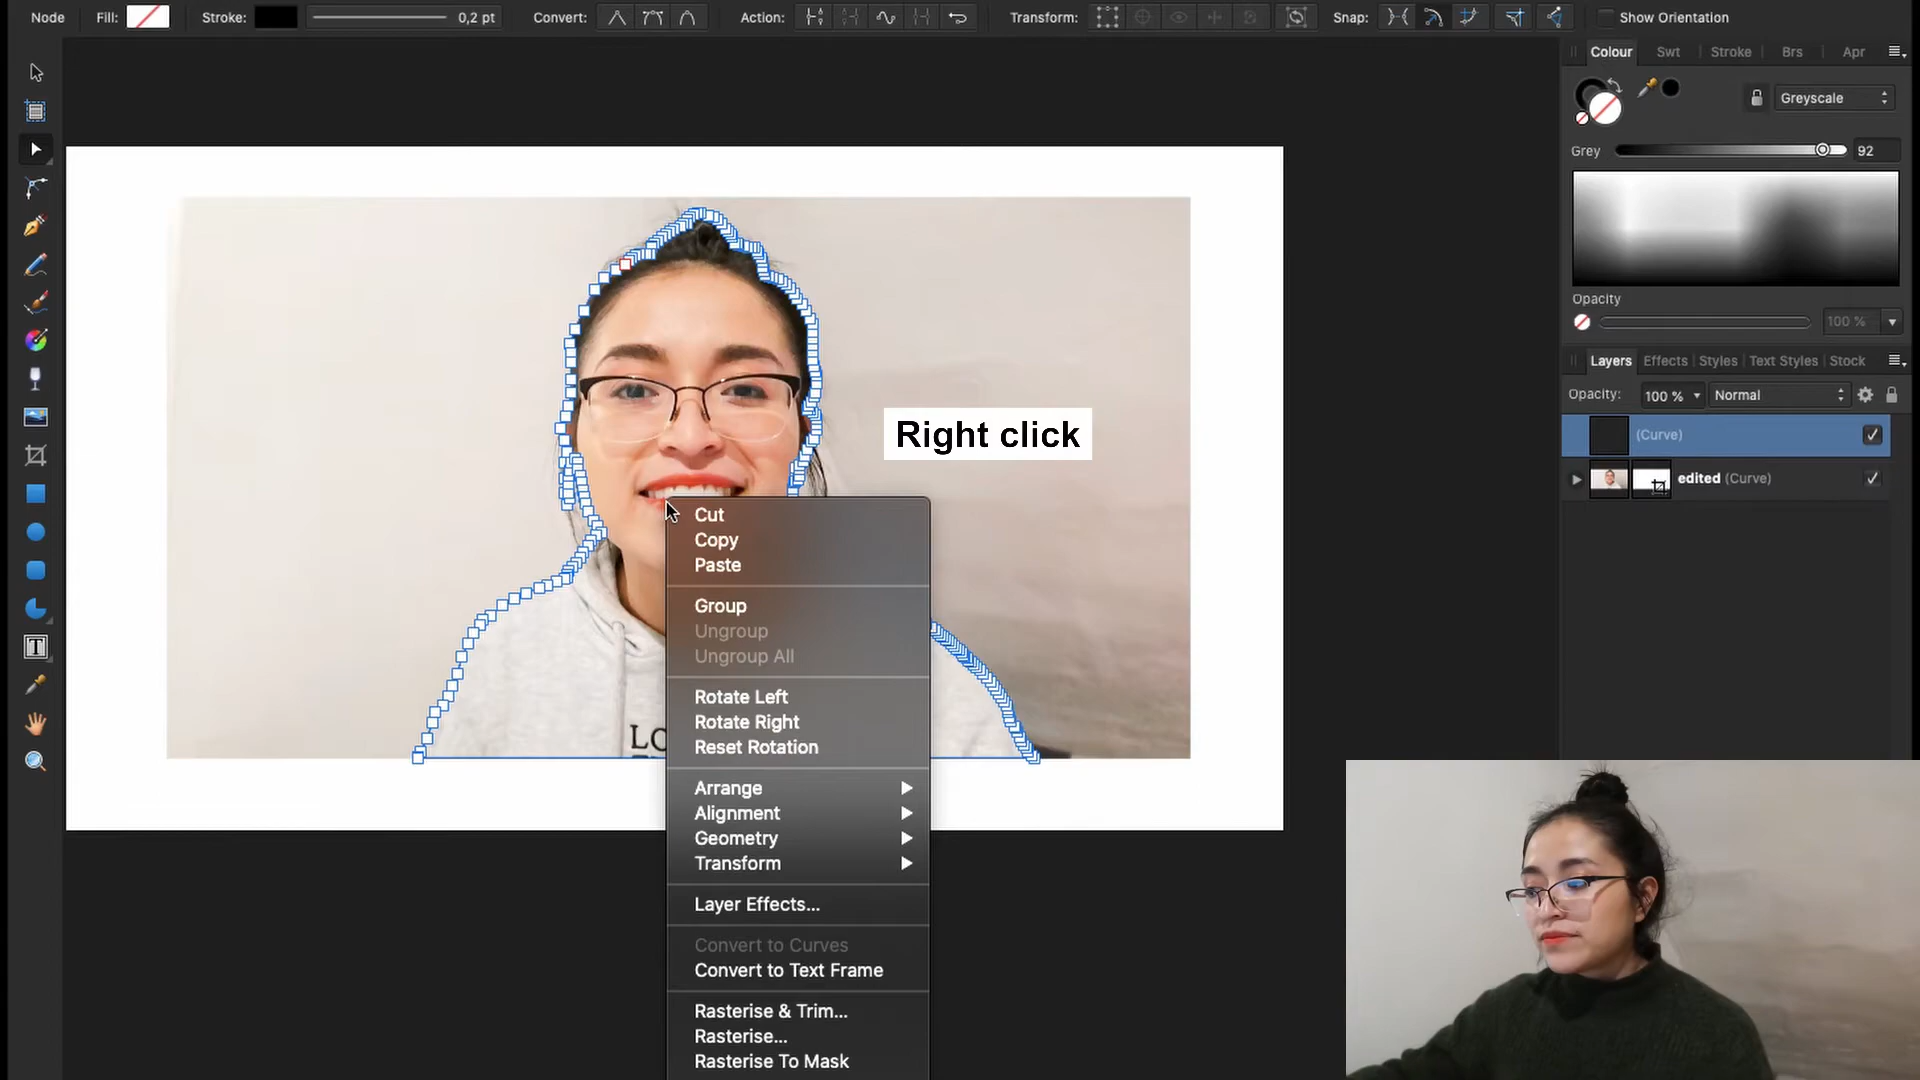 Node Fill: Stroke: 0,2 pt Convert: Action: Transform: Snap: Show Orientation
Colour Swt Stroke Brs Apr
Greyscale
Grey 92
Opacity
100 %
Layers Effects Styles Text Styles Stock
Opacity: 100 % Normal
(Curve)
edited (Curve)
Right click
Cut
Copy
Paste
Group
Ungroup
Ungroup All
Rotate Left
Rotate Right
Reset Rotation
Arrange
Alignment
Geometry
Transform
Layer Effects...
Convert to Curves
Convert to Text Frame
Rasterise & Trim...
Rasterise...
Rasterise To Mask
T
LO